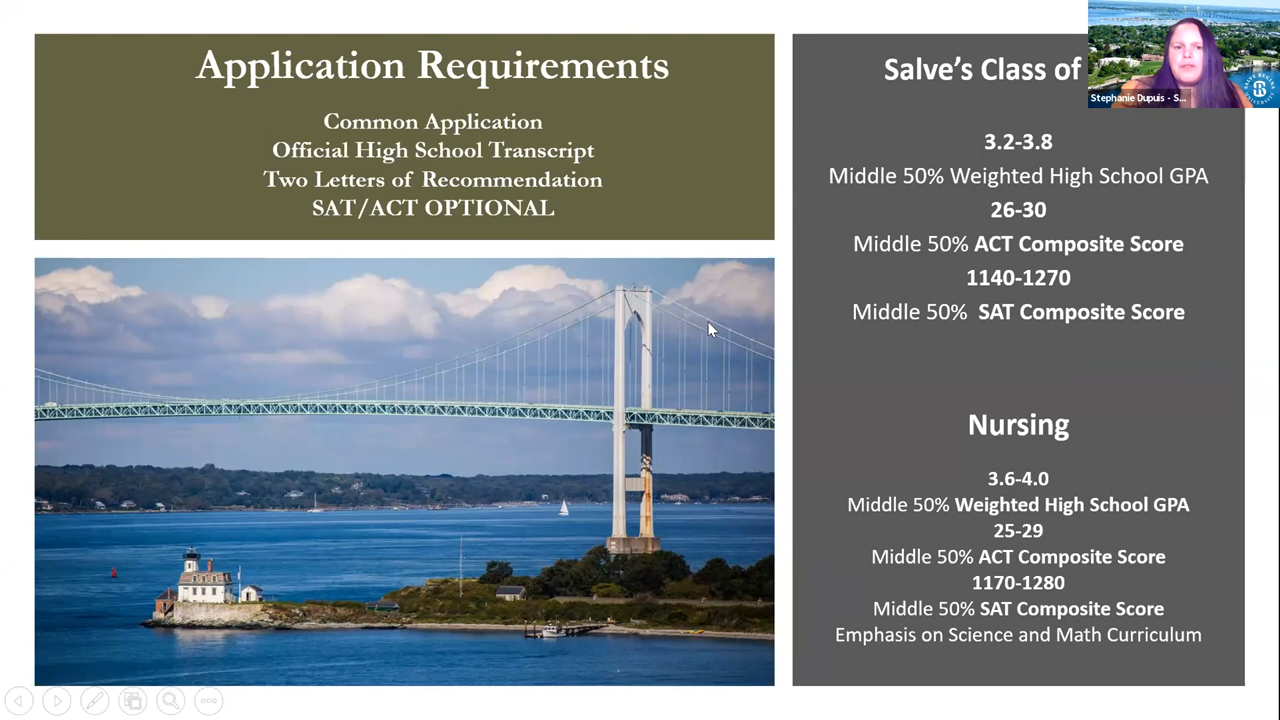 Application Requirements
Common Application
Official High School Transcript
Two Letters of Recommendation
SAT/ACT OPTIONAL
Salve's Class of
3.2-3.8
Middle 50% Weighted High School GPA
26-30
Middle 50% ACT Composite Score
1140-1270
Middle 50% SAT Composite Score
Nursing
3.6-4.0
Middle 50% Weighted High School GPA
25-29
Middle 50% ACT Composite Score
1170-1280
Middle 50% SAT Composite Score
Emphasis on Science and Math Curriculum
Stephanie Dupuis - S...
SALVE REGINA UNIVERSITY